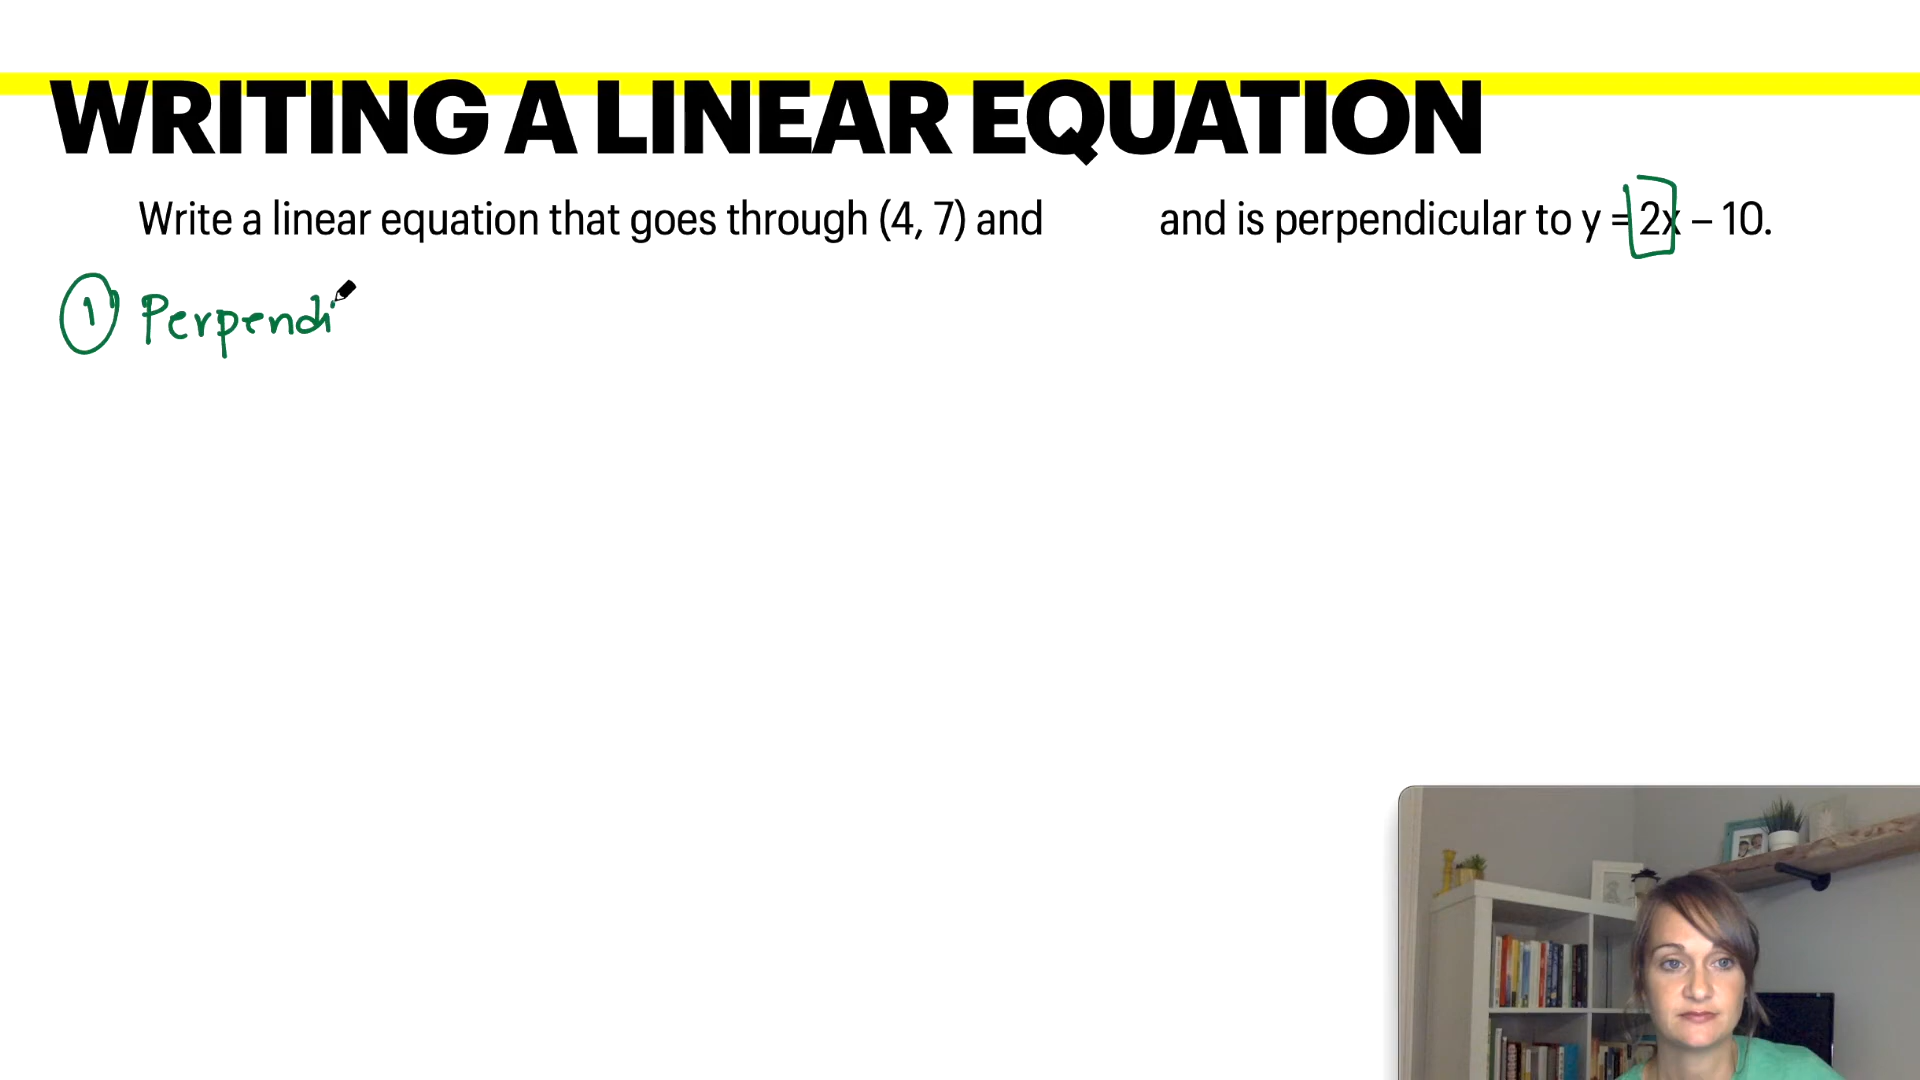 WRITING A LINEAR EQUATION
Write a linear equation that goes through (4, 7) and and is perpendicular to y = 2x – 10.
1 Perpendi